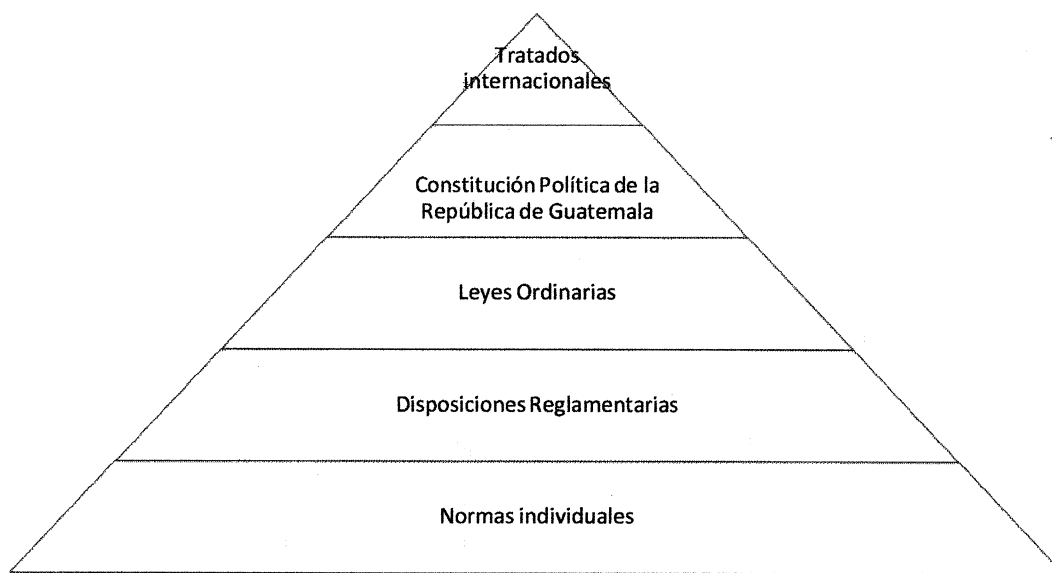 Tratados
internacionales
Constitución Política de la
República de Guatemala
Leyes Ordinarias
Disposiciones Reglamentarias
Normas individuales